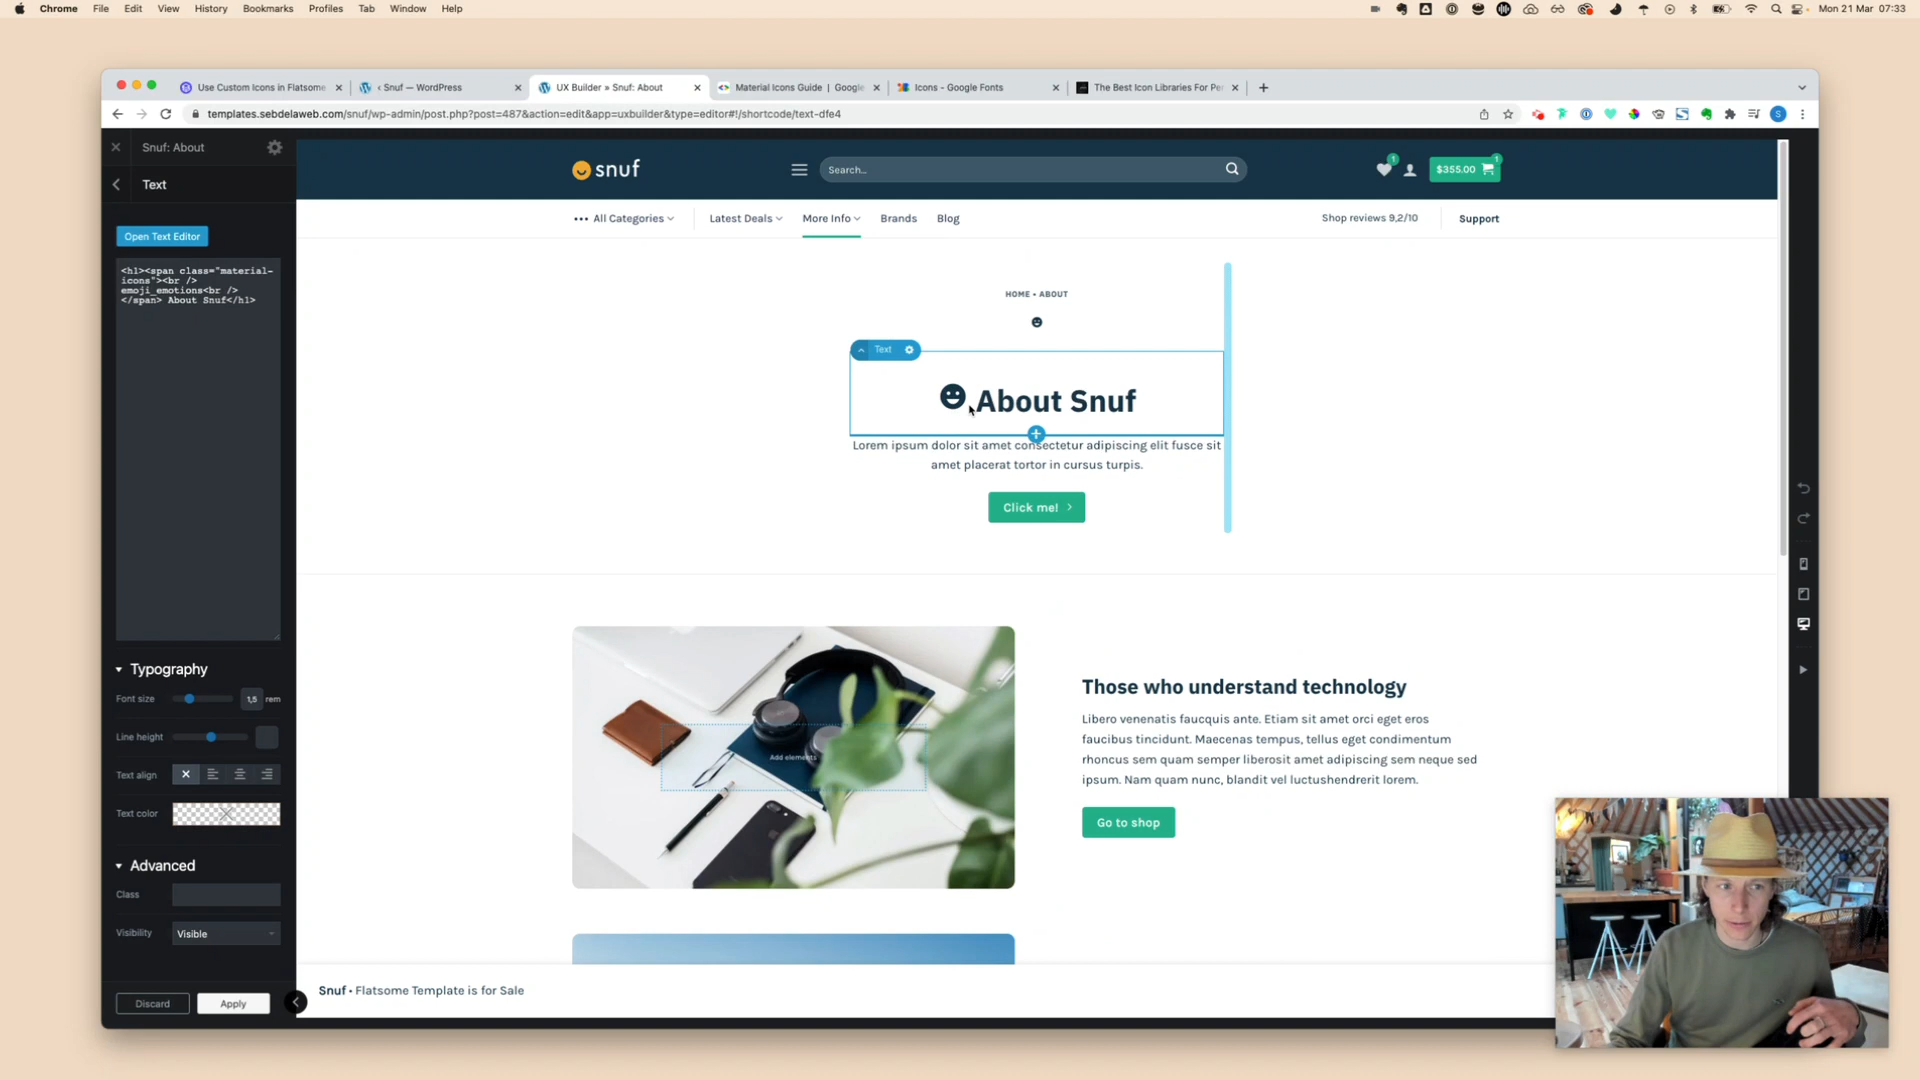 Chrome File Edit View History Bookmarks Profiles Tab Window Help
Mon 21 Mar 07:33
Use Custom Icons in Flatsome
‹ Snuf — WordPress
UX Builder » Snuf: About
Material Icons Guide | Google
Icons - Google Fonts
The Best Icon Libraries For Per
templates.sebdelaweb.com/snuf/wp-admin/post.php?post=487&action=edit&app=uxbuilder&type=editor#!/shortcode/text-dfe4
S
Snuf: About
Text
Open Text Editor
<h1><span class="material-
icons"><br />
emoji_emotions<br />
</span> About Snuf</h1>
Typography
Font size 1,5 rem
Line height
Text align
Text color
Advanced
Class
Visibility Visible
Discard Apply
snuf
Search...
1
$355.00
1
All Categories
Latest Deals
More Info
Brands
Blog
Shop reviews 9,2/10
Support
HOME • ABOUT
Text
About Snuf
Lorem ipsum dolor sit amet consectetur adipiscing elit fusce sit
amet placerat tortor in cursus turpis.
Click me!
Add elements
Those who understand technology
Libero venenatis faucquis ante. Etiam sit amet orci eget eros
faucibus tincidunt. Maecenas tempus, tellus eget condimentum
rhoncus sem quam semper liberosit amet adipiscing sem neque sed
ipsum. Nam quam nunc, blandit vel luctushendrerit lorem.
Go to shop
Snuf • Flatsome Template is for Sale